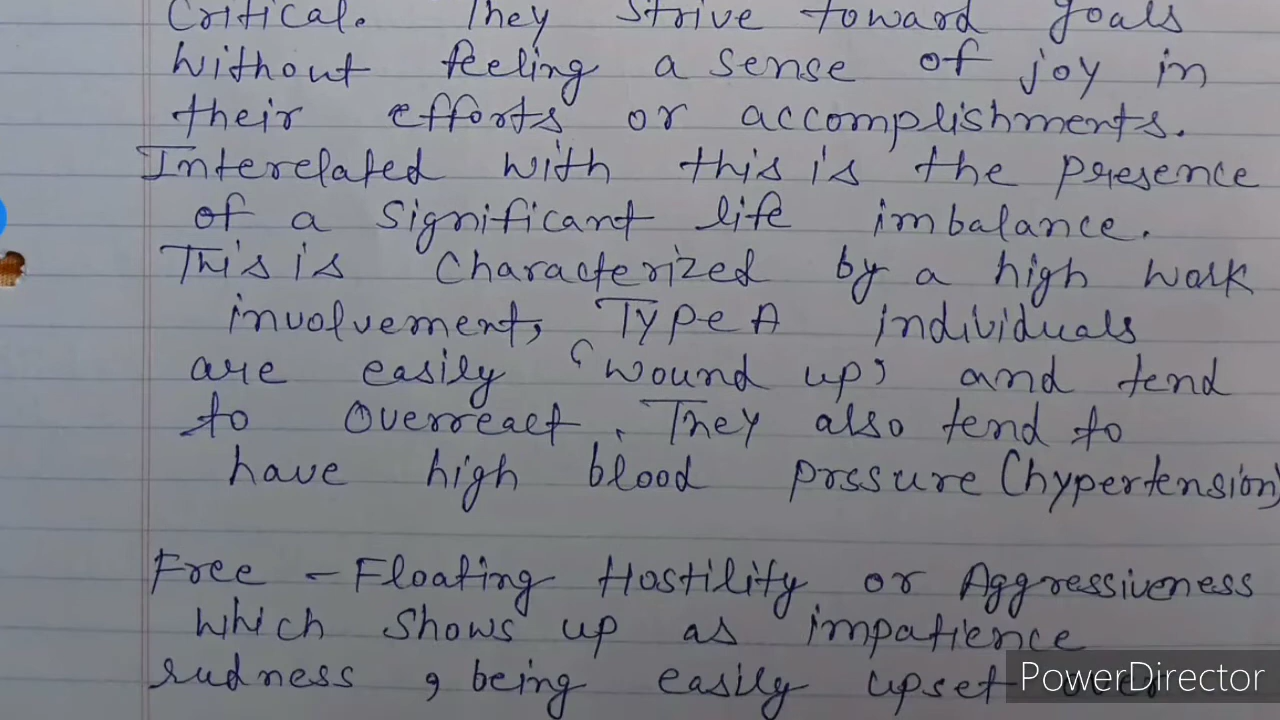 Critical. They strive toward goals
without feeling a sense of joy in
their efforts or accomplishments.
Interelated with this is the presence
of a significant life imbalance.
This is characterized by a high work
involvement, Type A individuals
are easily 'wound up' and tend
to Overreact. They also tend to
have high blood prssure (hypertension)
Free - Floating Hostility or Aggressiveness
which shows up as impatience
rudness , being easily upset over
PowerDirector